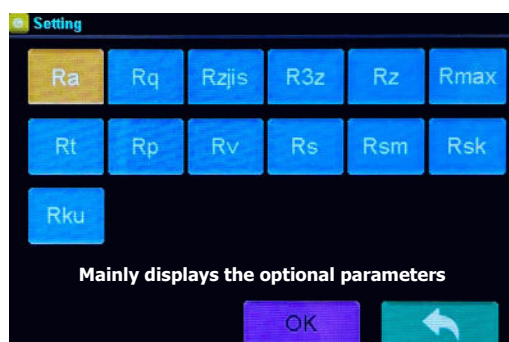 Setting
Ra Rq Rzjis R3z Rz Rmax
Rt Rp Rv Rs Rsm Rsk
Rku
Mainly displays the optional parameters
OK